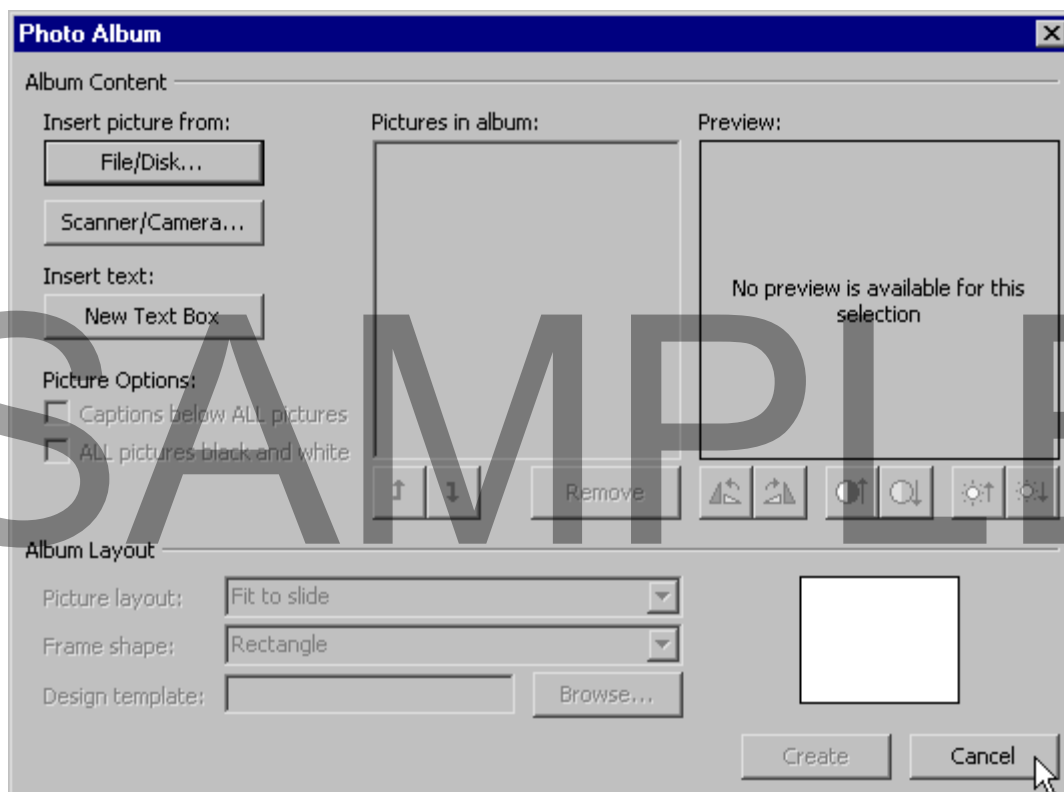 Photo Album
Album Content
Insert picture from:
Pictures in album:
Preview:
File/Disk...
Scanner/Camera...
Insert text:
New Text Box
No preview is available for this
selection
Picture Options:
Captions below ALL pictures
ALL pictures black and white
Remove
SAMPLE
Album Layout
Picture layout:
Fit to slide
Frame shape:
Rectangle
Design template:
Browse...
Create
Cancel